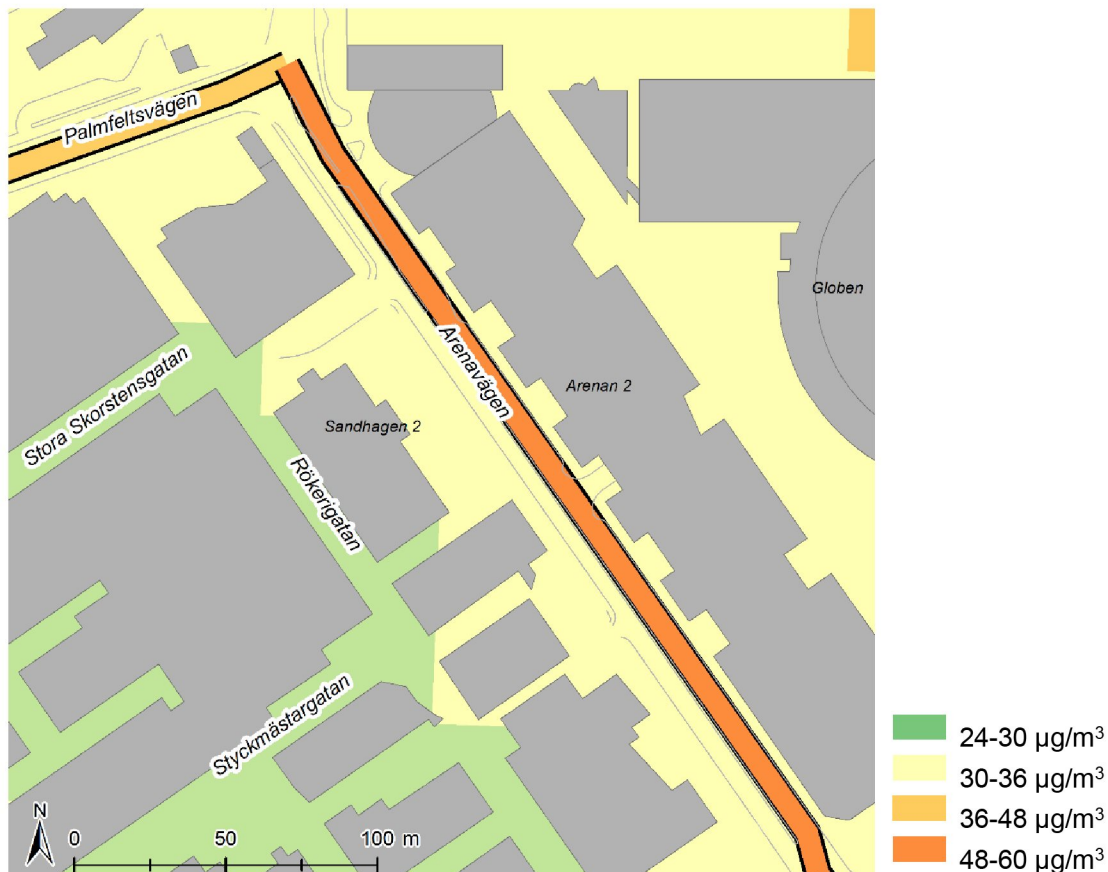 Palmfeltsvägen
Globen
Arenavägen
Arenan 2
Stora Skorstensgatan
Sandhagen 2
Rökerigatan
Styckmästargatan
N
0 50 100 m
24-30 µg/m³
30-36 µg/m³
36-48 µg/m³
48-60 µg/m³